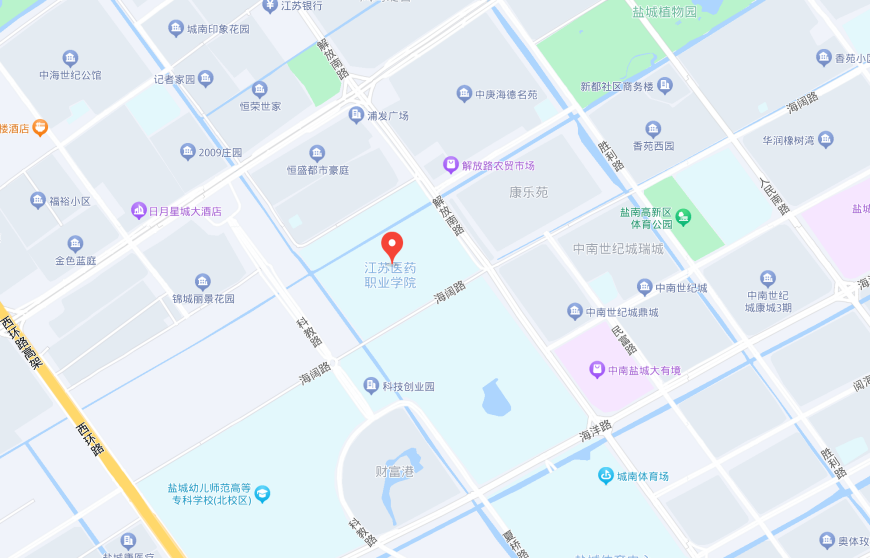 江苏银行
盐城植物园
城南印象花园
解放南路
中海世纪公馆
记者家园
香苑小区
新都社区商务楼
恒荣世家
中庚海德名苑
海阔路
浦发广场
楼酒店
香苑西园
华润橡树湾
2009庄园
恒盛都市豪庭
解放路农贸市场
胜利路
人民南路
康乐苑
福裕小区
日月星城大酒店
解放南路
盐南高新区
体育公园
盐城
金色蓝庭
中南世纪城瑞城
江苏医药
职业学院
锦城丽景花园
海阔路
中南世纪城
中南世纪
城康城3期
中南世纪城鼎城
西环路高架
科教路
民富路
海阔路
中南盐城大有境
科技创业园
西环路
海洋路
财富港
城南体育场
胜利路
盐城幼儿师范高等
专科学校(北校区)
科教路
夏桥路